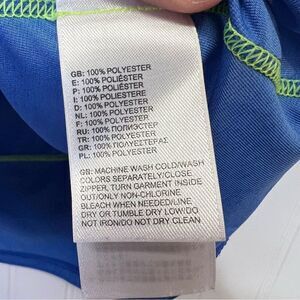 GB: 100% POLYESTER
E: 100% POLIÉSTER
P: 100% POLIÉSTER
I: 100% POLIESTERE
D: 100% POLYESTER
NL: 100% POLYESTER
F: 100% POLYESTER
RU: 100% ПОЛИЭСТЕР
TR: 100% POLYESTER
GR: 100% ΠΟΛΥΕΣΤΕΡΑΣ
PL: 100% POLYESTER
GB: MACHINE WASH COLD/WASH
COLORS SEPARATELY/CLOSE
ZIPPER, TURN GARMENT INSIDE
OUT/ONLY NON-CHLORINE
BLEACH WHEN NEEDED/LINE
DRY OR TUMBLE DRY LOW/DO
NOT IRON/DO NOT DRY CLEAN